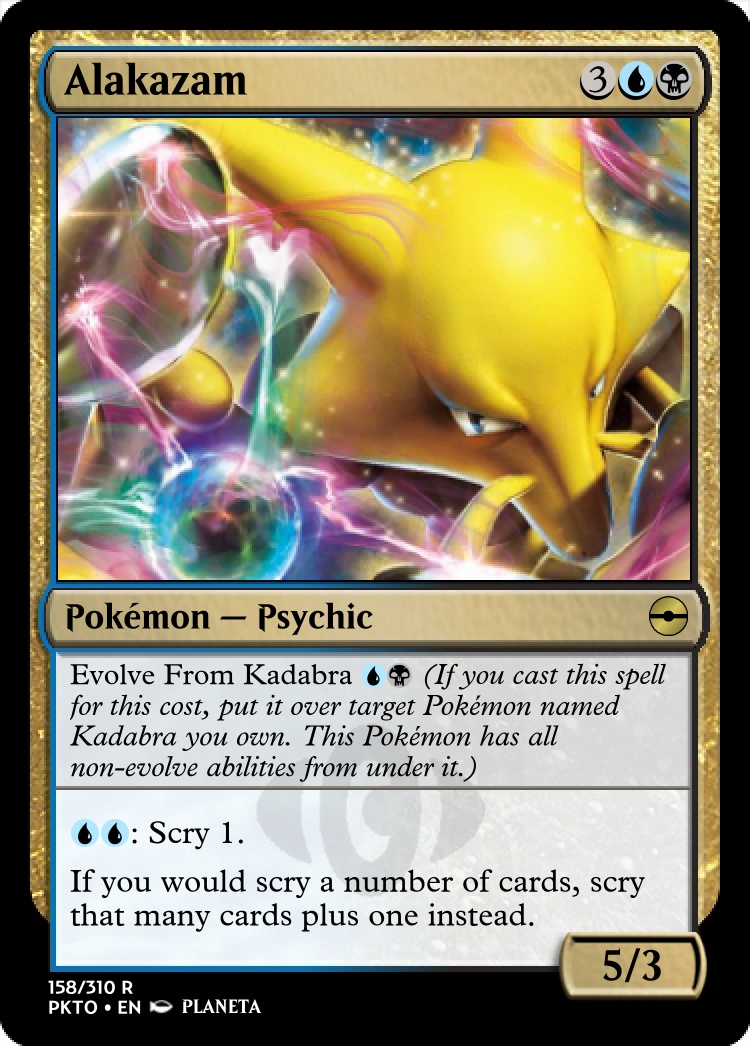 Alakazam 3
Pokémon — Psychic
Evolve From Kadabra (If you cast this spell
for this cost, put it over target Pokémon named
Kadabra you own. This Pokémon has all
non-evolve abilities from under it.)
: Scry 1.
If you would scry a number of cards, scry
that many cards plus one instead.
5/3
158/310 R
PKTO • EN PLANETA